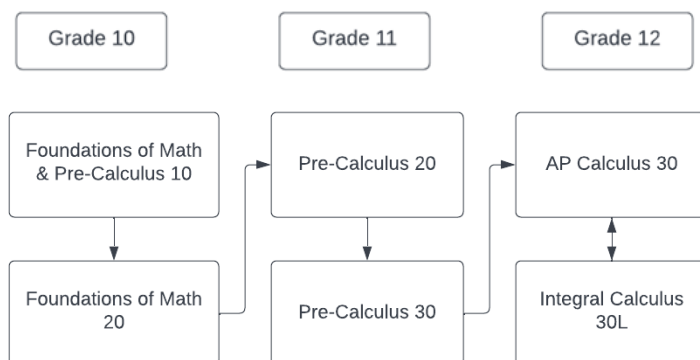 Grade 10
Grade 11
Grade 12
Foundations of Math
& Pre-Calculus 10
Pre-Calculus 20
AP Calculus 30
Foundations of Math
20
Pre-Calculus 30
Integral Calculus
30L